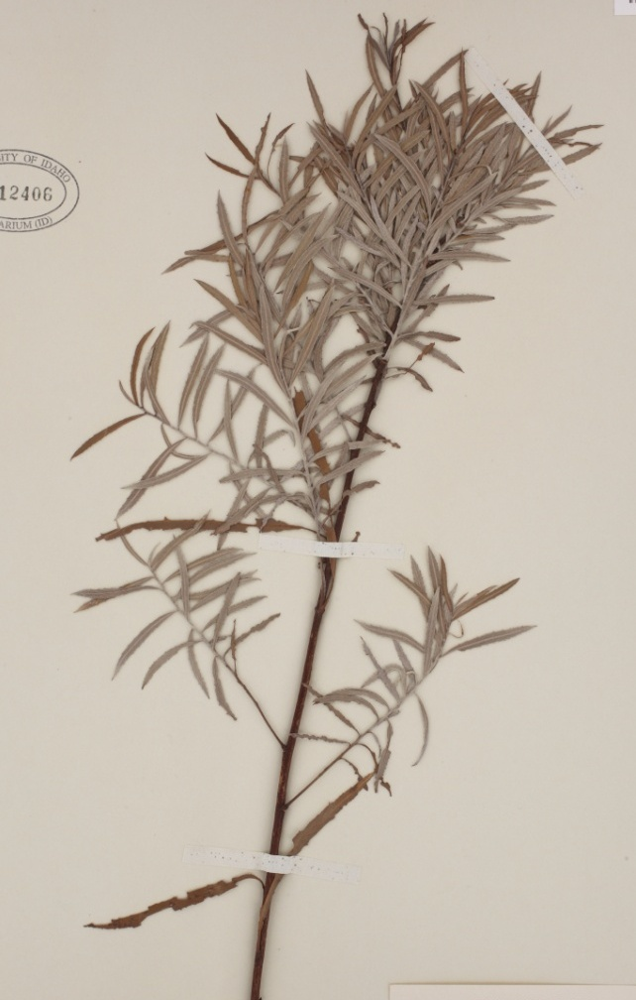 ITY OF IDAHO
12406
ARIUM (ID)